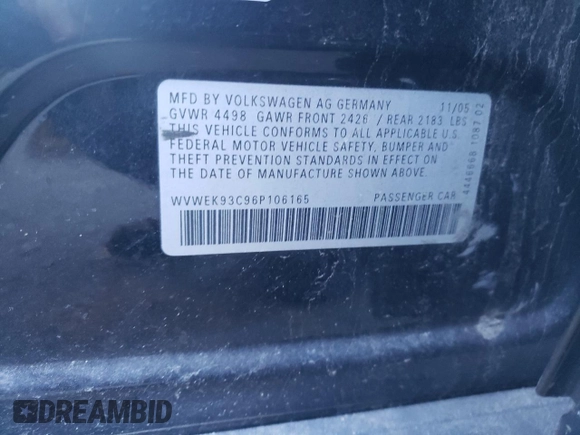 MFD BY VOLKSWAGEN AG GERMANY 11/05
GVWR 4498 GAWR FRONT 2426 / REAR 2183 LBS
THIS VEHICLE CONFORMS TO ALL APPLICABLE U.S.
FEDERAL MOTOR VEHICLE SAFETY, BUMPER AND
THEFT PREVENTION STANDARDS IN EFFECT ON
THE DATE OF MANUFACTURE SHOWN ABOVE.
WVWEK93C96P106165 PASSENGER CAR
DREAMBID